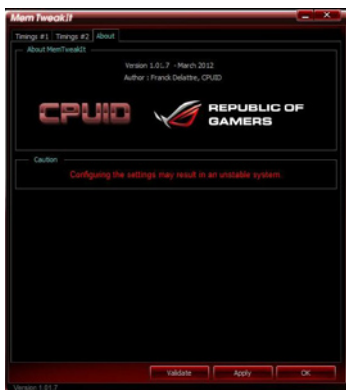 Mem TweakIt
Timings #1 Timings #2 About
About MemTweakIt
Version 1.01.7 - March 2012
Author : Franck Delattre, CPUID
CPUID
REPUBLIC OF
GAMERS
Caution
Configuring the settings may result in an unstable system.
Validate Apply OK
Version 1.01.7